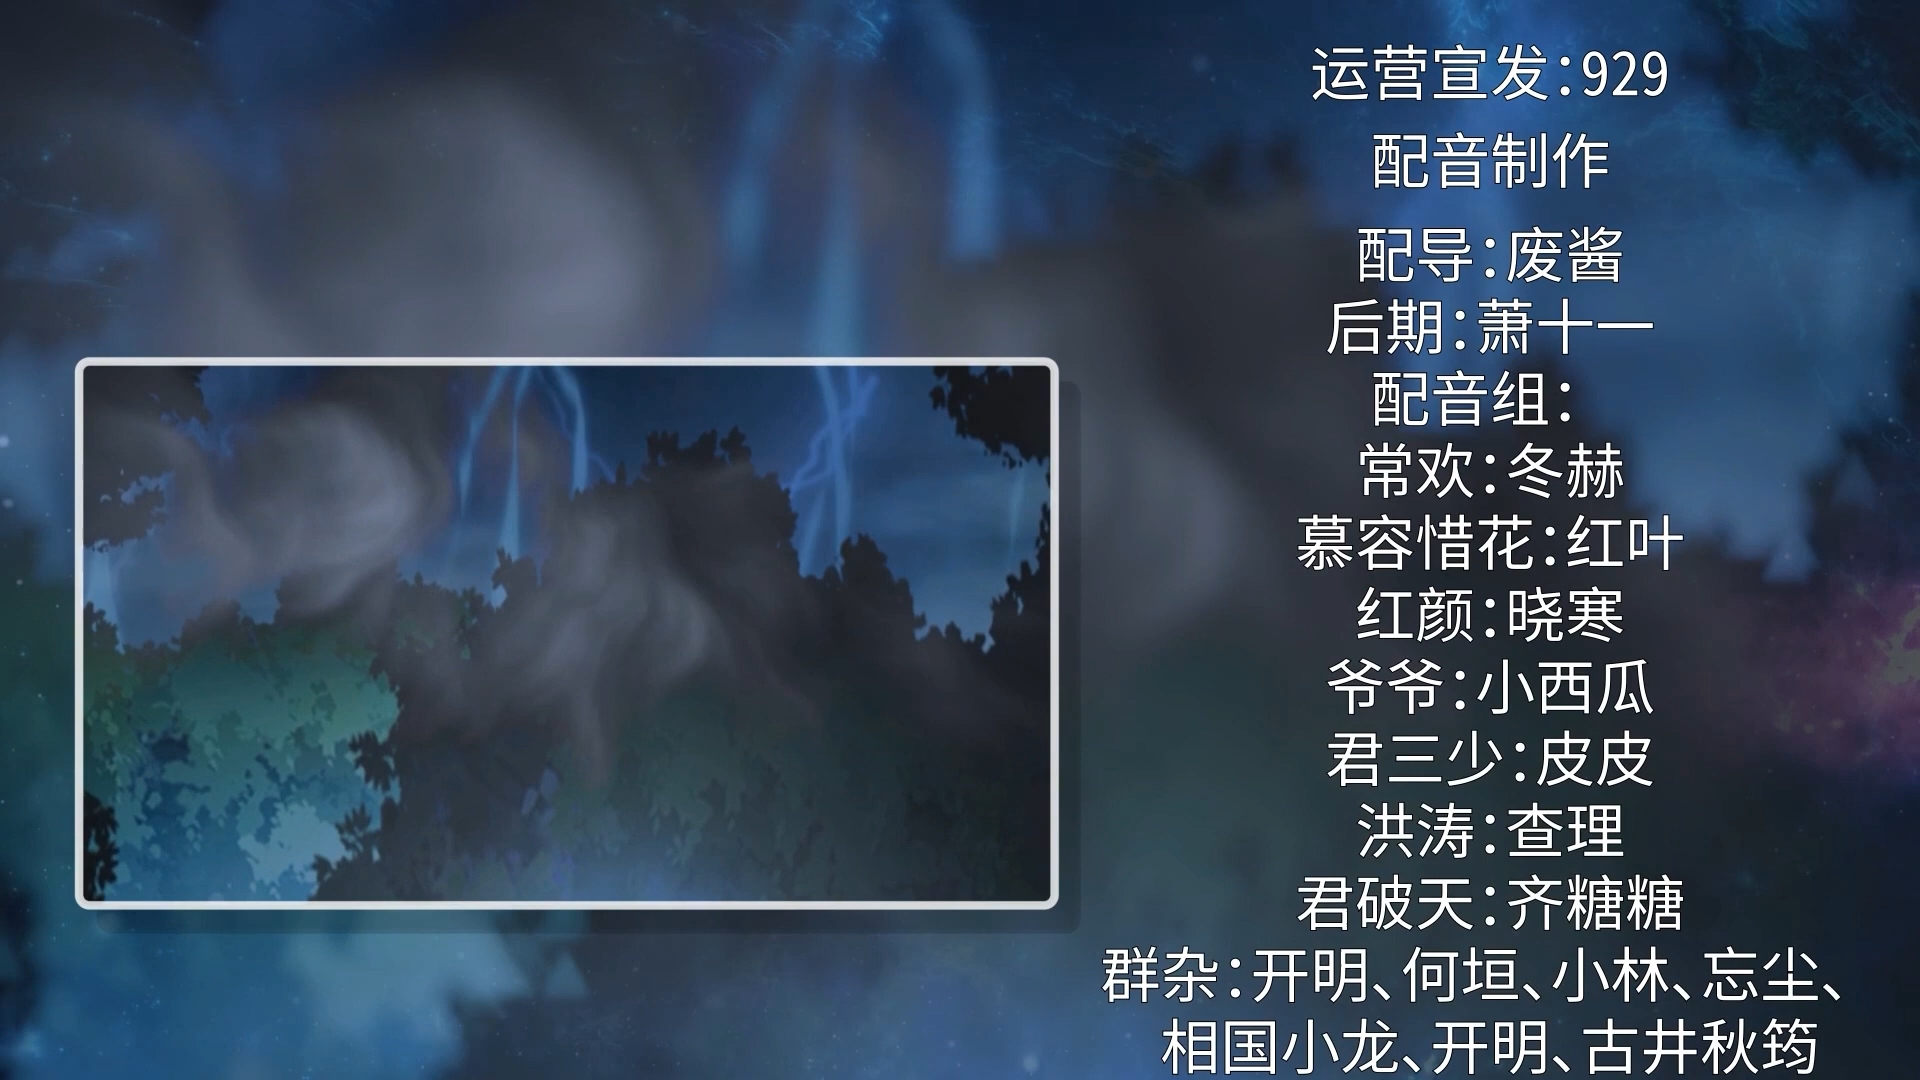 运营宣发:929
配音制作
配导:废酱
后期:萧十一
配音组:
常欢:冬赫
慕容惜花:红叶
红颜:晓寒
爷爷:小西瓜
君三少:皮皮
洪涛:查理
君破天:齐糖糖
群杂:开明、何垣、小林、忘尘、
相国小龙、开明、古井秋筠